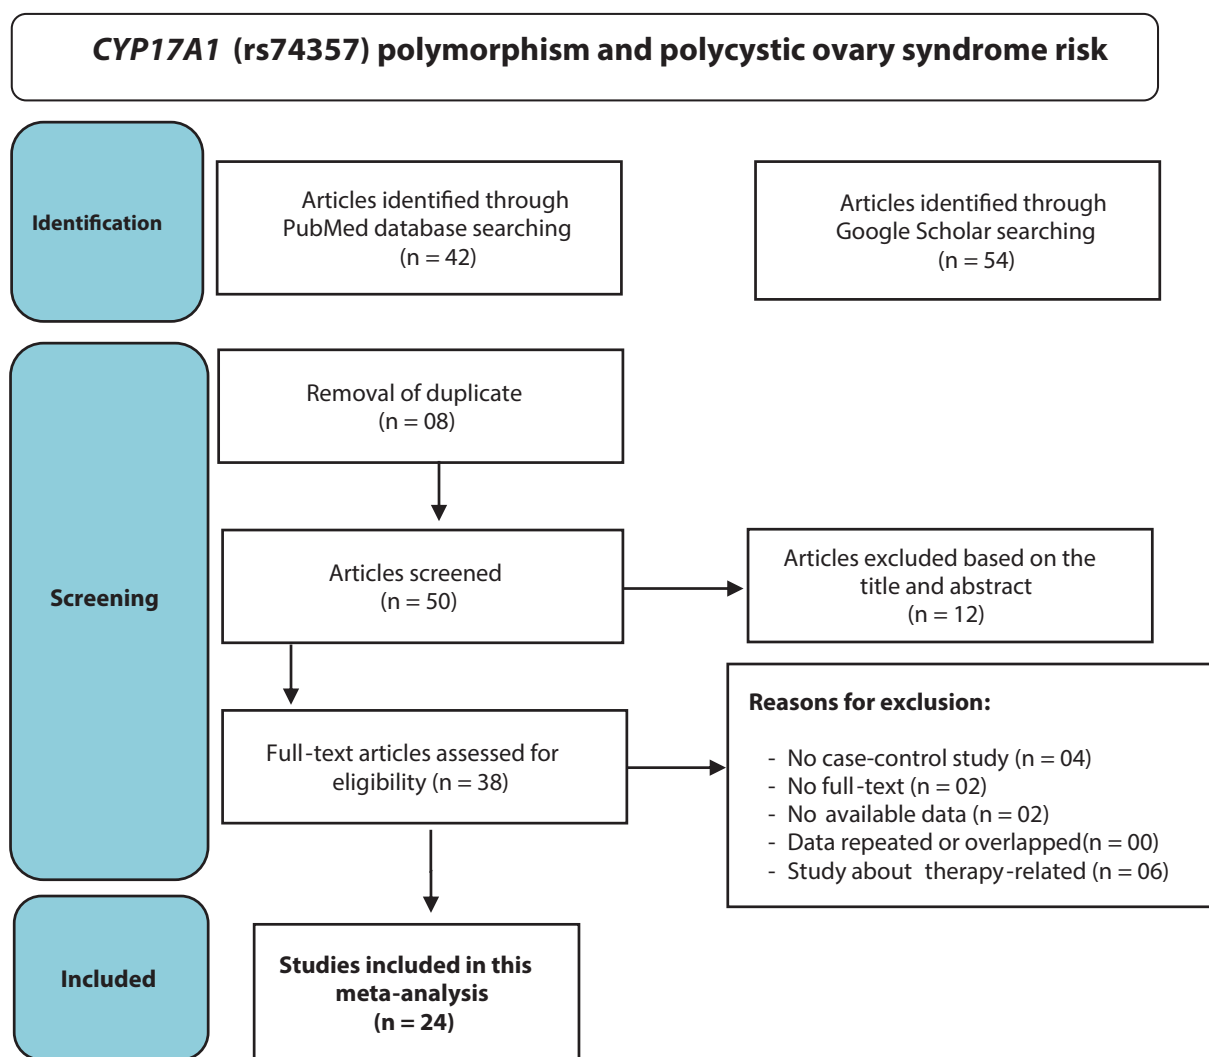 CYP17A1 (rs74357) polymorphism and polycystic ovary syndrome risk
Identification
Articles identified through
PubMed database searching
(n = 42)
Articles identified through
Google Scholar searching
(n = 54)
Screening
Removal of duplicate
(n = 08)
Articles screened
(n = 50)
Articles excluded based on the
title and abstract
(n = 12)
Full-text articles assessed for
eligibility (n = 38)
Reasons for exclusion:
- No case-control study (n = 04)
- No full-text (n = 02)
- No available data (n = 02)
- Data repeated or overlapped(n = 00)
- Study about therapy-related (n = 06)
Included
Studies included in this
meta-analysis
(n = 24)